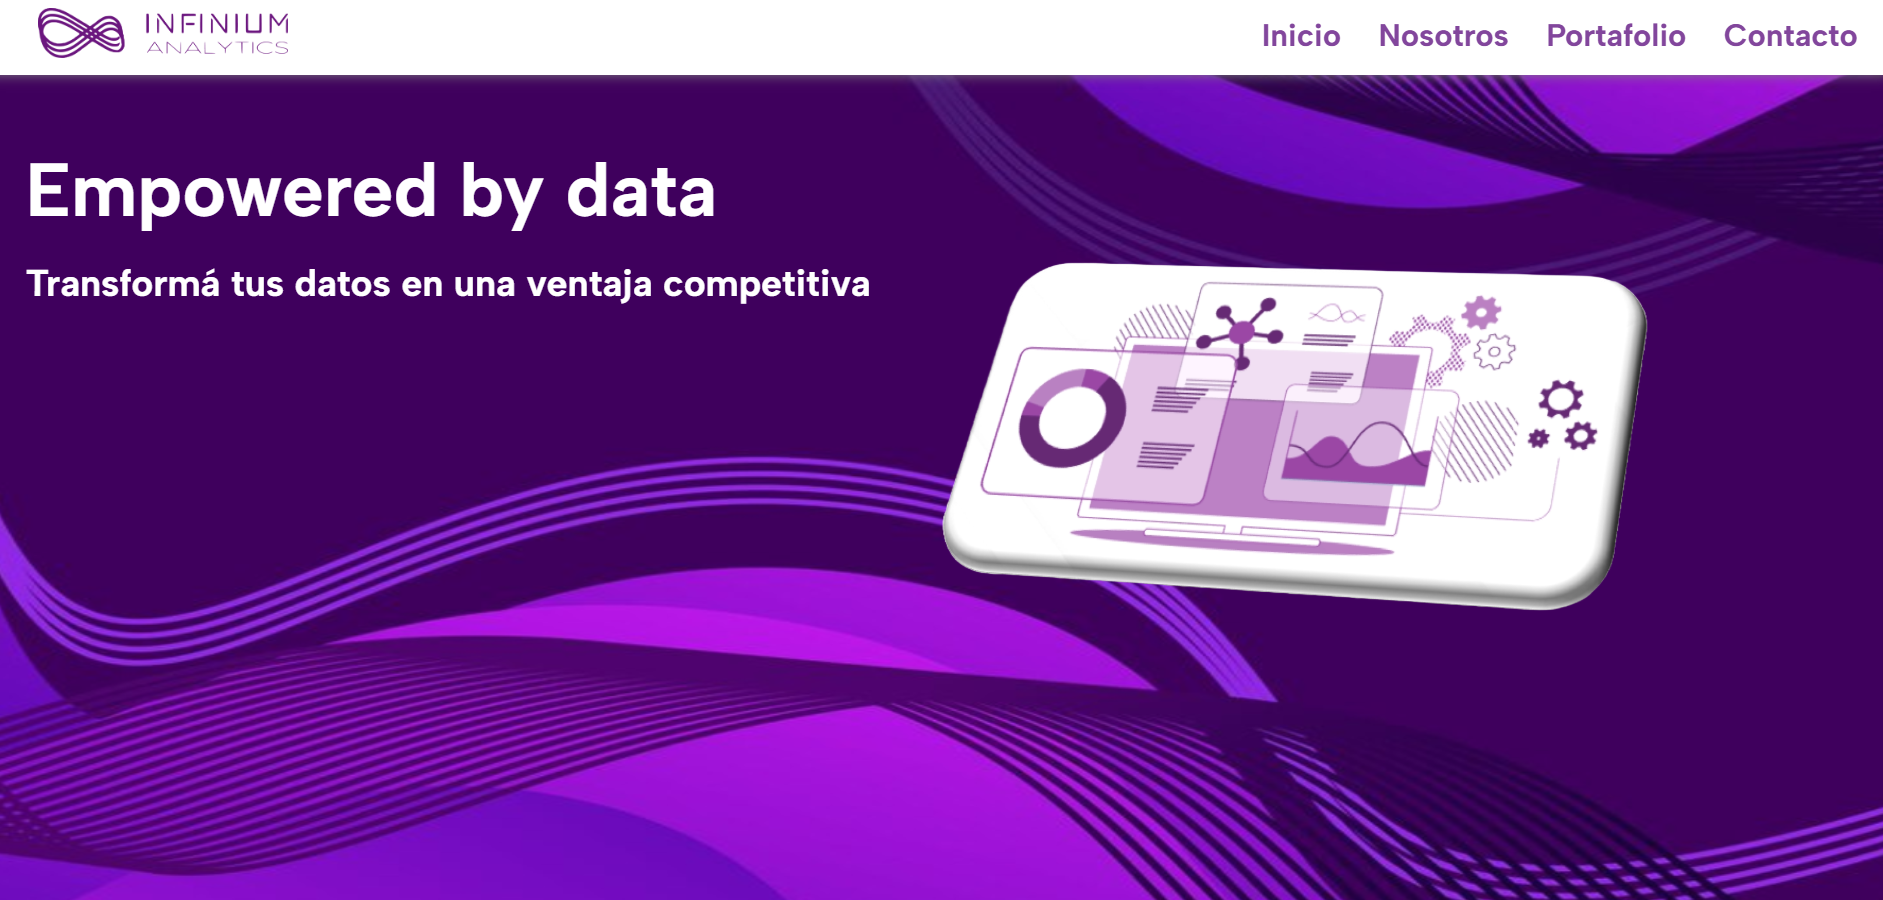 INFINIUM
ANALYTICS
Inicio Nosotros Portafolio Contacto
Empowered by data
Transformá tus datos en una ventaja competitiva